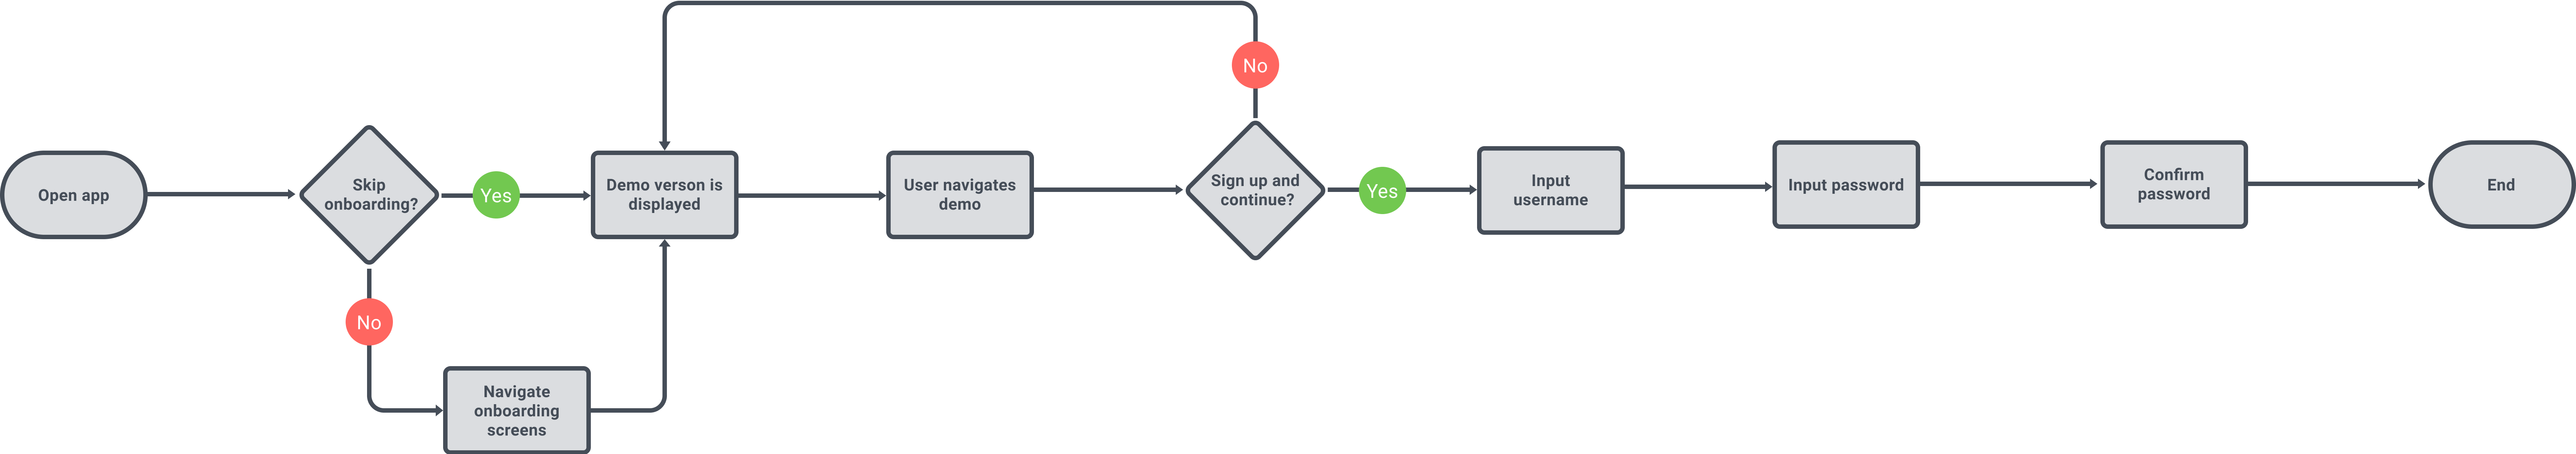 Open app
Skip
onboarding?
Yes
No
Navigate
onboarding
screens
Demo verson is
displayed
User navigates
demo
Sign up and
continue?
No
Yes
Input
username
Input password
Confirm
password
End